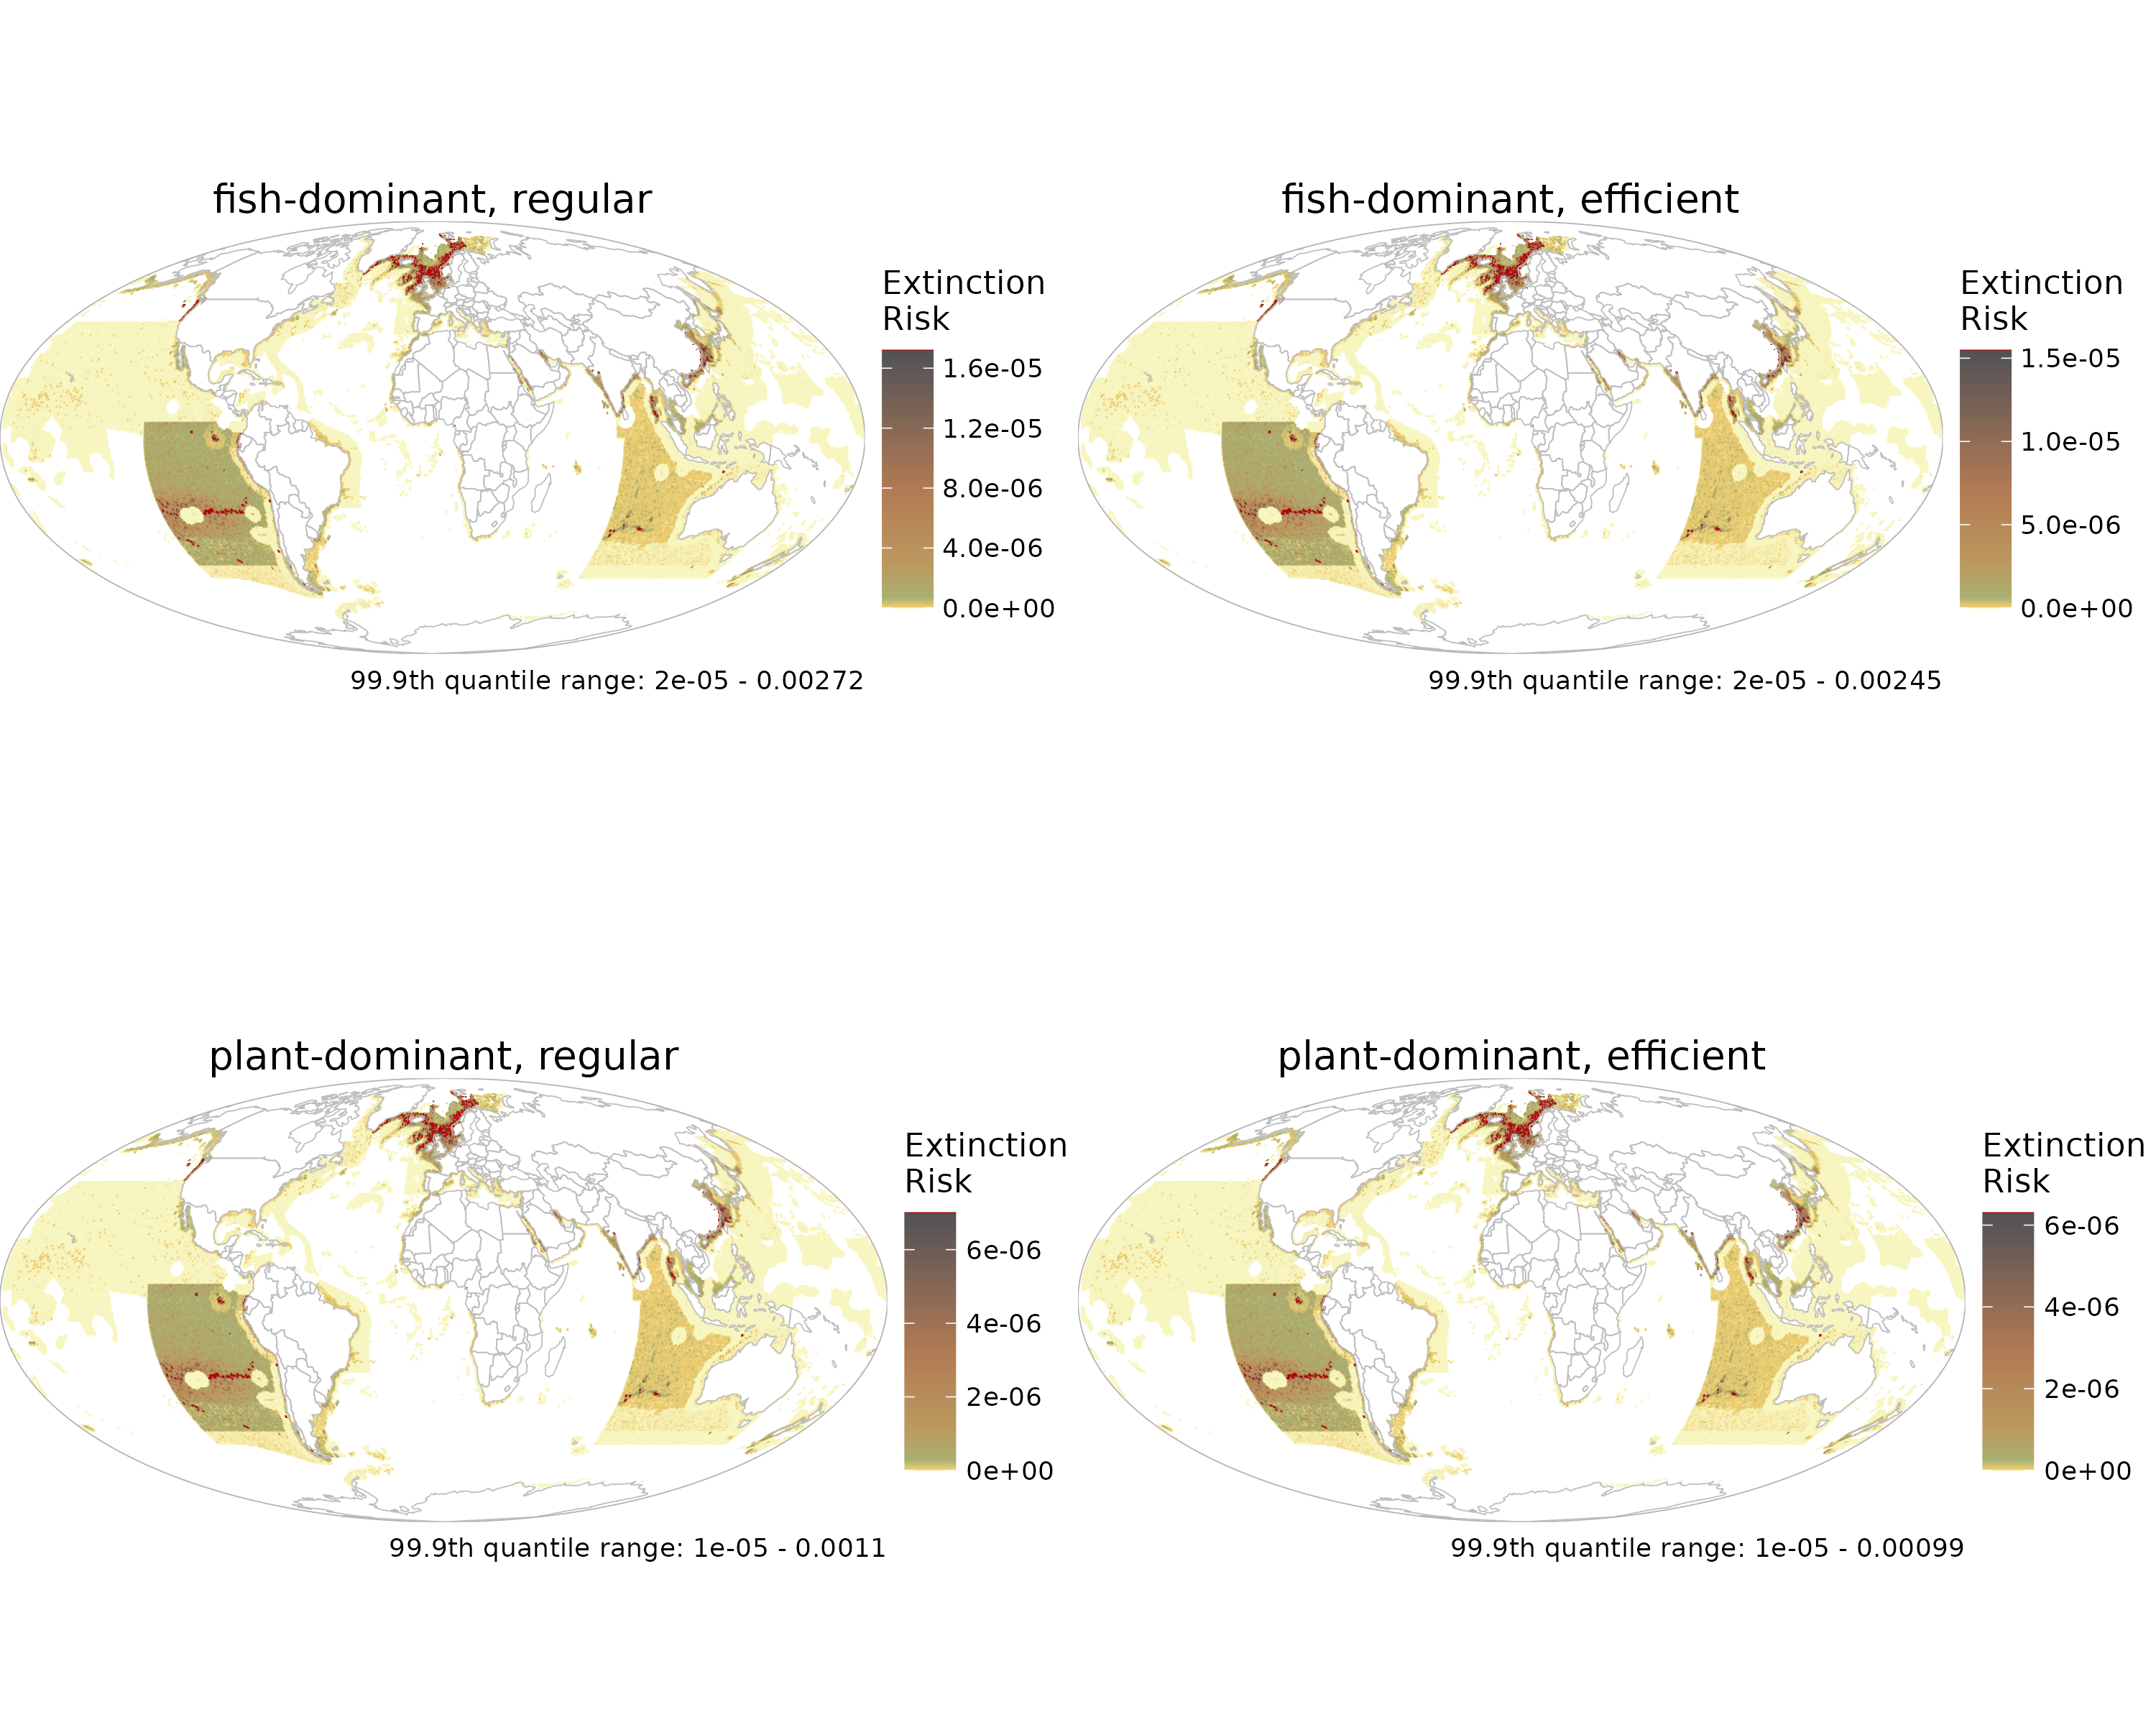 fish-dominant, regular
Extinction
Risk
1.6e-05
1.2e-05
8.0e-06
4.0e-06
0.0e+00
99.9th quantile range: 2e-05 - 0.00272
fish-dominant, efficient
Extinction
Risk
1.5e-05
1.0e-05
5.0e-06
0.0e+00
99.9th quantile range: 2e-05 - 0.00245
plant-dominant, regular
Extinction
Risk
6e-06
4e-06
2e-06
0e+00
99.9th quantile range: 1e-05 - 0.0011
plant-dominant, efficient
Extinction
Risk
6e-06
4e-06
2e-06
0e+00
99.9th quantile range: 1e-05 - 0.00099